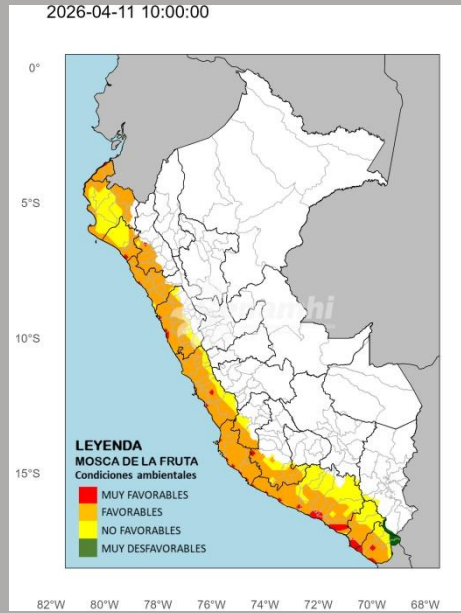 2026-04-11 10:00:00
0°
5°S
10°S
15°S
senamhi
LEYENDA
MOSCA DE LA FRUTA
Condiciones ambientales
MUY FAVORABLES
FAVORABLES
NO FAVORABLES
MUY DESFAVORABLES
82°W 80°W 78°W 76°W 74°W 72°W 70°W 68°W